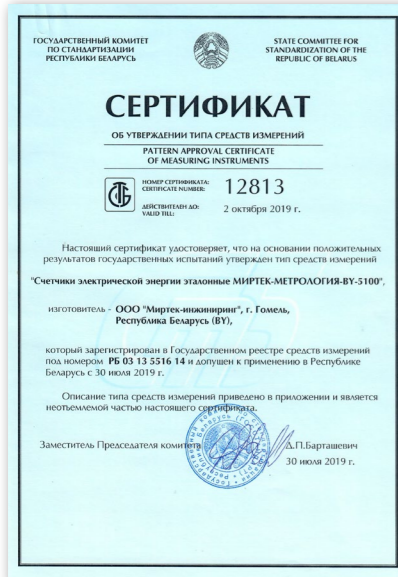 ГОСУДАРСТВЕННЫЙ КОМИТЕТ
ПО СТАНДАРТИЗАЦИИ
РЕСПУБЛИКИ БЕЛАРУСЬ
STATE COMMITTEE FOR
STANDARDIZATION OF THE
REPUBLIC OF BELARUS
СЕРТИФИКАТ
ОБ УТВЕРЖДЕНИИ ТИПА СРЕДСТВ ИЗМЕРЕНИЙ
PATTERN APPROVAL CERTIFICATE
OF MEASURING INSTRUMENTS
НОМЕР СЕРТИФИКАТА:
CERTIFICATE NUMBER:
12813
ДЕЙСТВИТЕЛЕН ДО:
VALID TILL:
2 октября 2019 г.
Настоящий сертификат удостоверяет, что на основании положительных
результатов государственных испытаний утвержден тип средств измерений
"Счетчики электрической энергии эталонные МИРТЕК-МЕТРОЛОГИЯ-BY-5100",
изготовитель - ООО "Миртек-инжиниринг", г. Гомель,
Республика Беларусь (BY),
который зарегистрирован в Государственном реестре средств измерений
под номером РБ 03 13 5516 14 и допущен к применению в Республике
Беларусь с 30 июля 2019 г.
Описание типа средств измерений приведено в приложении и является
неотъемлемой частью настоящего сертификата.
Заместитель Председателя комитета
Д.П.Барташевич
30 июля 2019 г.